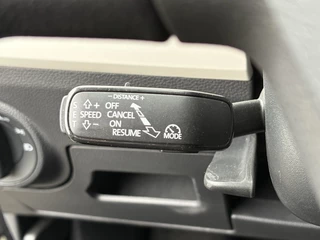 - DISTANCE +
+ OFF
E SPEED CANCEL
T - ON
RESUME MODE